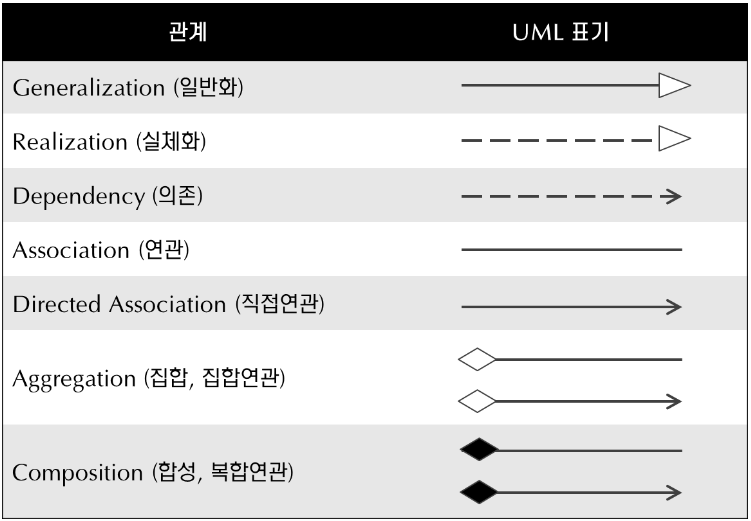 관계 UML 표기
Generalization (일반화)
Realization (실체화)
Dependency (의존)
Association (연관)
Directed Association (직접연관)
Aggregation (집합, 집합연관)
Composition (합성, 복합연관)